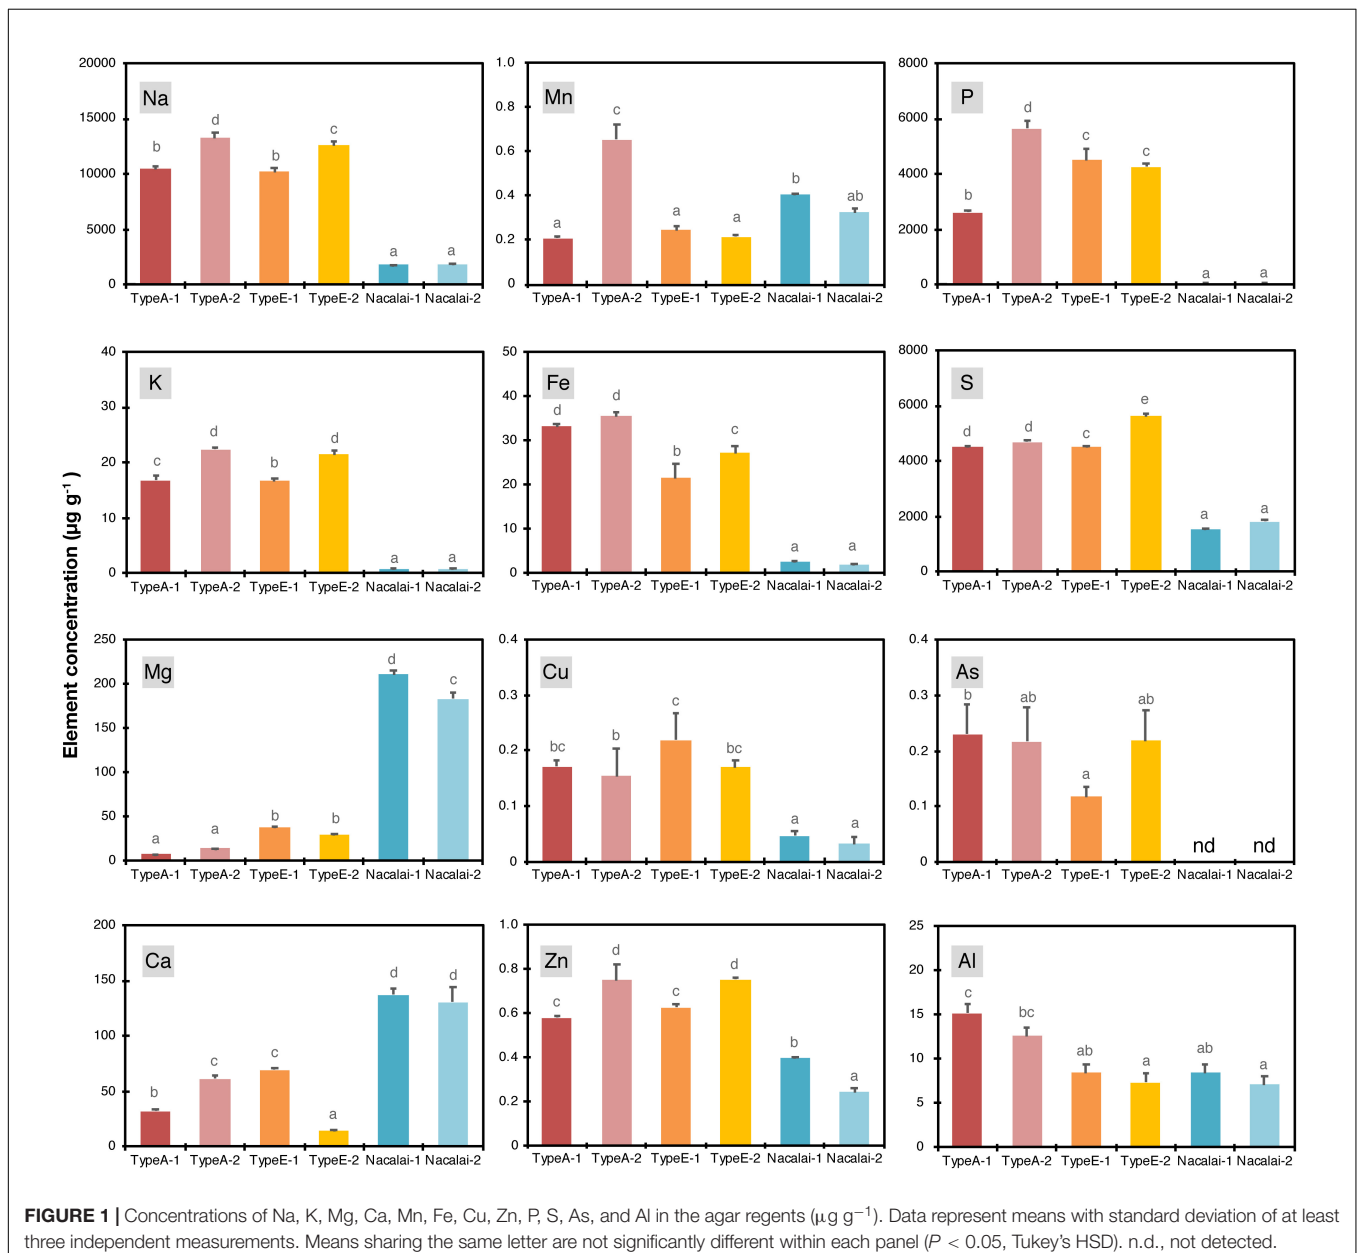 Element concentration (µg g-1)
Na
20000
15000
10000
5000
0
b
d
b
c
a
a
TypeA-1 TypeA-2 TypeE-1 TypeE-2 Nacalai-1 Nacalai-2
Mn
1.0
0.8
0.6
0.4
0.2
0
a
c
a
a
b
ab
TypeA-1 TypeA-2 TypeE-1 TypeE-2 Nacalai-1 Nacalai-2
P
8000
6000
4000
2000
0
b
d
c
c
a
a
TypeA-1 TypeA-2 TypeE-1 TypeE-2 Nacalai-1 Nacalai-2
K
40
30
20
10
0
c
d
b
d
a
a
TypeA-1 TypeA-2 TypeE-1 TypeE-2 Nacalai-1 Nacalai-2
Fe
50
40
30
20
10
0
d
d
b
c
a
a
TypeA-1 TypeA-2 TypeE-1 TypeE-2 Nacalai-1 Nacalai-2
S
8000
6000
4000
2000
0
d
d
c
e
a
a
TypeA-1 TypeA-2 TypeE-1 TypeE-2 Nacalai-1 Nacalai-2
Mg
250
200
150
100
50
0
a
a
b
b
d
c
TypeA-1 TypeA-2 TypeE-1 TypeE-2 Nacalai-1 Nacalai-2
Cu
0.4
0.3
0.2
0.1
0
bc
b
c
bc
a
a
TypeA-1 TypeA-2 TypeE-1 TypeE-2 Nacalai-1 Nacalai-2
As
0.4
0.3
0.2
0.1
0
b
ab
a
ab
nd
nd
TypeA-1 TypeA-2 TypeE-1 TypeE-2 Nacalai-1 Nacalai-2
Ca
200
150
100
50
0
b
c
c
a
d
d
TypeA-1 TypeA-2 TypeE-1 TypeE-2 Nacalai-1 Nacalai-2
Zn
1.0
0.8
0.6
0.4
0.2
0
c
d
c
d
b
a
TypeA-1 TypeA-2 TypeE-1 TypeE-2 Nacalai-1 Nacalai-2
Al
25
20
15
10
5
0
c
bc
ab
a
ab
a
TypeA-1 TypeA-2 TypeE-1 TypeE-2 Nacalai-1 Nacalai-2
FIGURE 1 | Concentrations of Na, K, Mg, Ca, Mn, Fe, Cu, Zn, P, S, As, and Al in the agar regents (µg g−1). Data represent means with standard deviation of at least
three independent measurements. Means sharing the same letter are not significantly different within each panel (P < 0.05, Tukey's HSD). n.d., not detected.